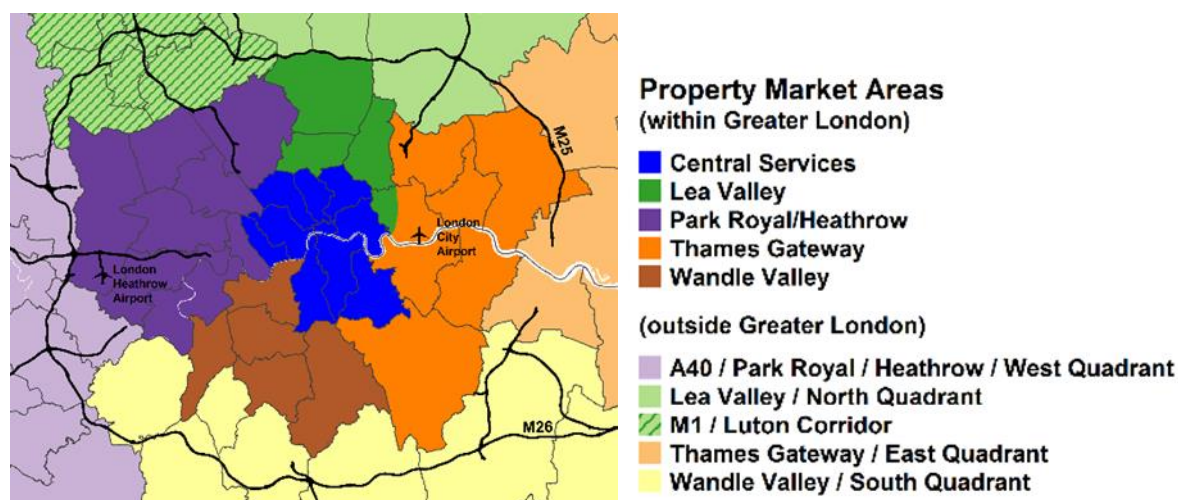 M25
London
City
Airport
London
Heathrow
Airport
M26
Property Market Areas
(within Greater London)
Central Services
Lea Valley
Park Royal/Heathrow
Thames Gateway
Wandle Valley
(outside Greater London)
A40 / Park Royal / Heathrow / West Quadrant
Lea Valley / North Quadrant
M1 / Luton Corridor
Thames Gateway / East Quadrant
Wandle Valley / South Quadrant